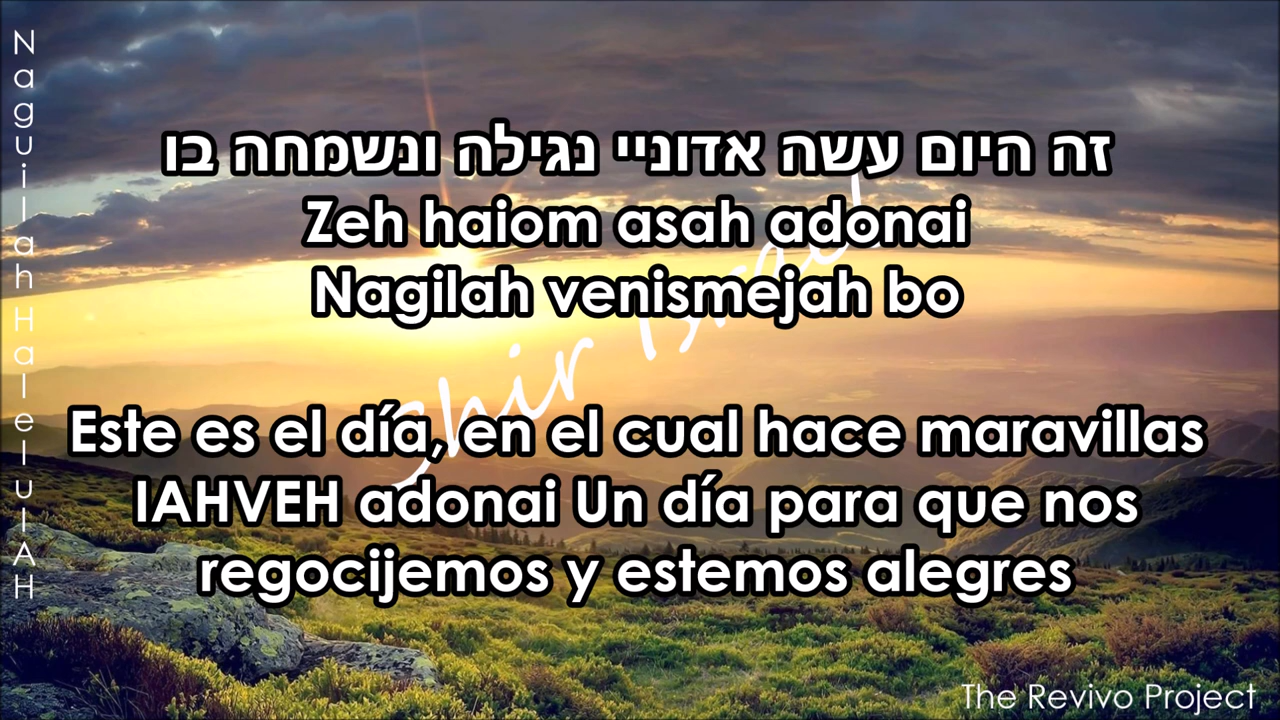 Naguilah HaleluIAH
זה היום עשה אדוניי נגילה ונשמחה בו
Zeh haiom asah adonai
Nagilah venismejah bo
Shir Israel
Este es el día, en el cual hace maravillas
IAHVEH adonai Un día para que nos
regocijemos y estemos alegres
The Revivo Project